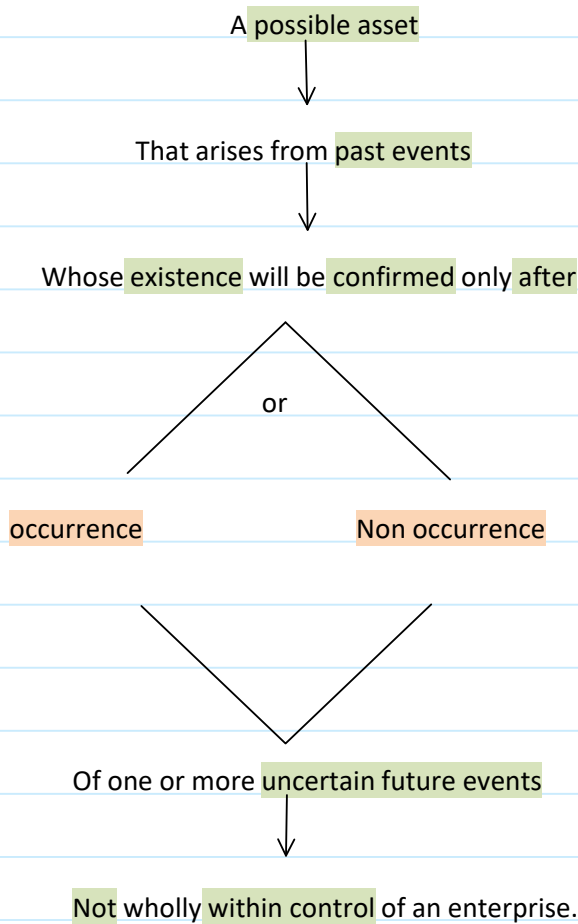 A possible asset
That arises from past events
Whose existence will be confirmed only after
or
occurrence Non occurrence
Of one or more uncertain future events
Not wholly within control of an enterprise.